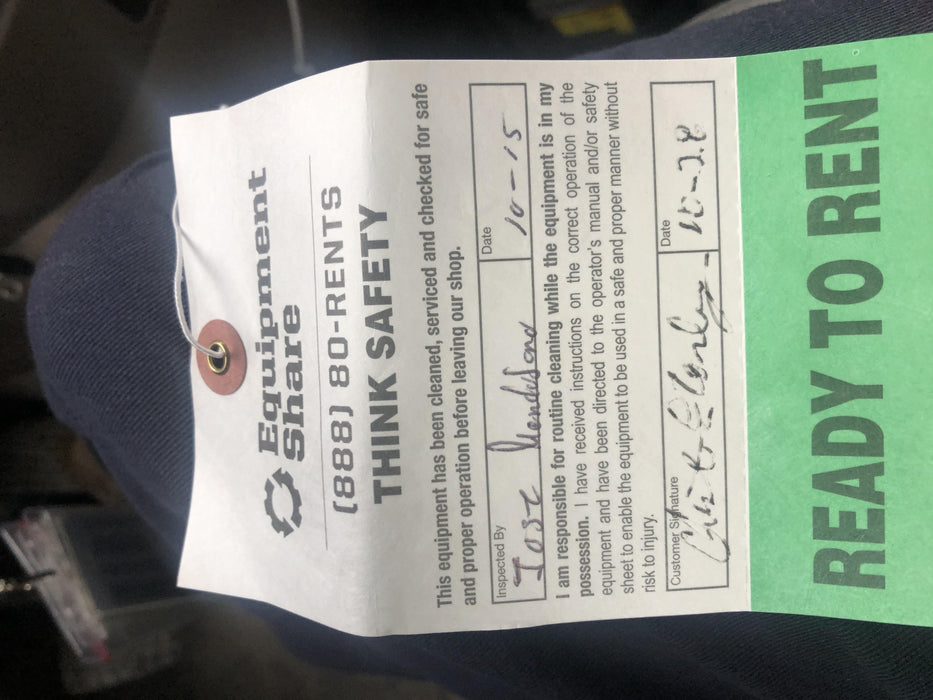 Equipment
Share
(888) 80-RENTS
THINK SAFETY
This equipment has been cleaned, serviced and checked for safe
and proper operation before leaving our shop.
Inspected By
Jose
Date
10-15
I am responsible for routine cleaning while the equipment is in my
possession. I have received instructions on the correct operation of the
equipment and have been directed to the operator's manual and/or safety
sheet to enable the equipment to be used in a safe and proper manner without
risk to injury.
Customer Signature
Date
10-28
READY TO RENT